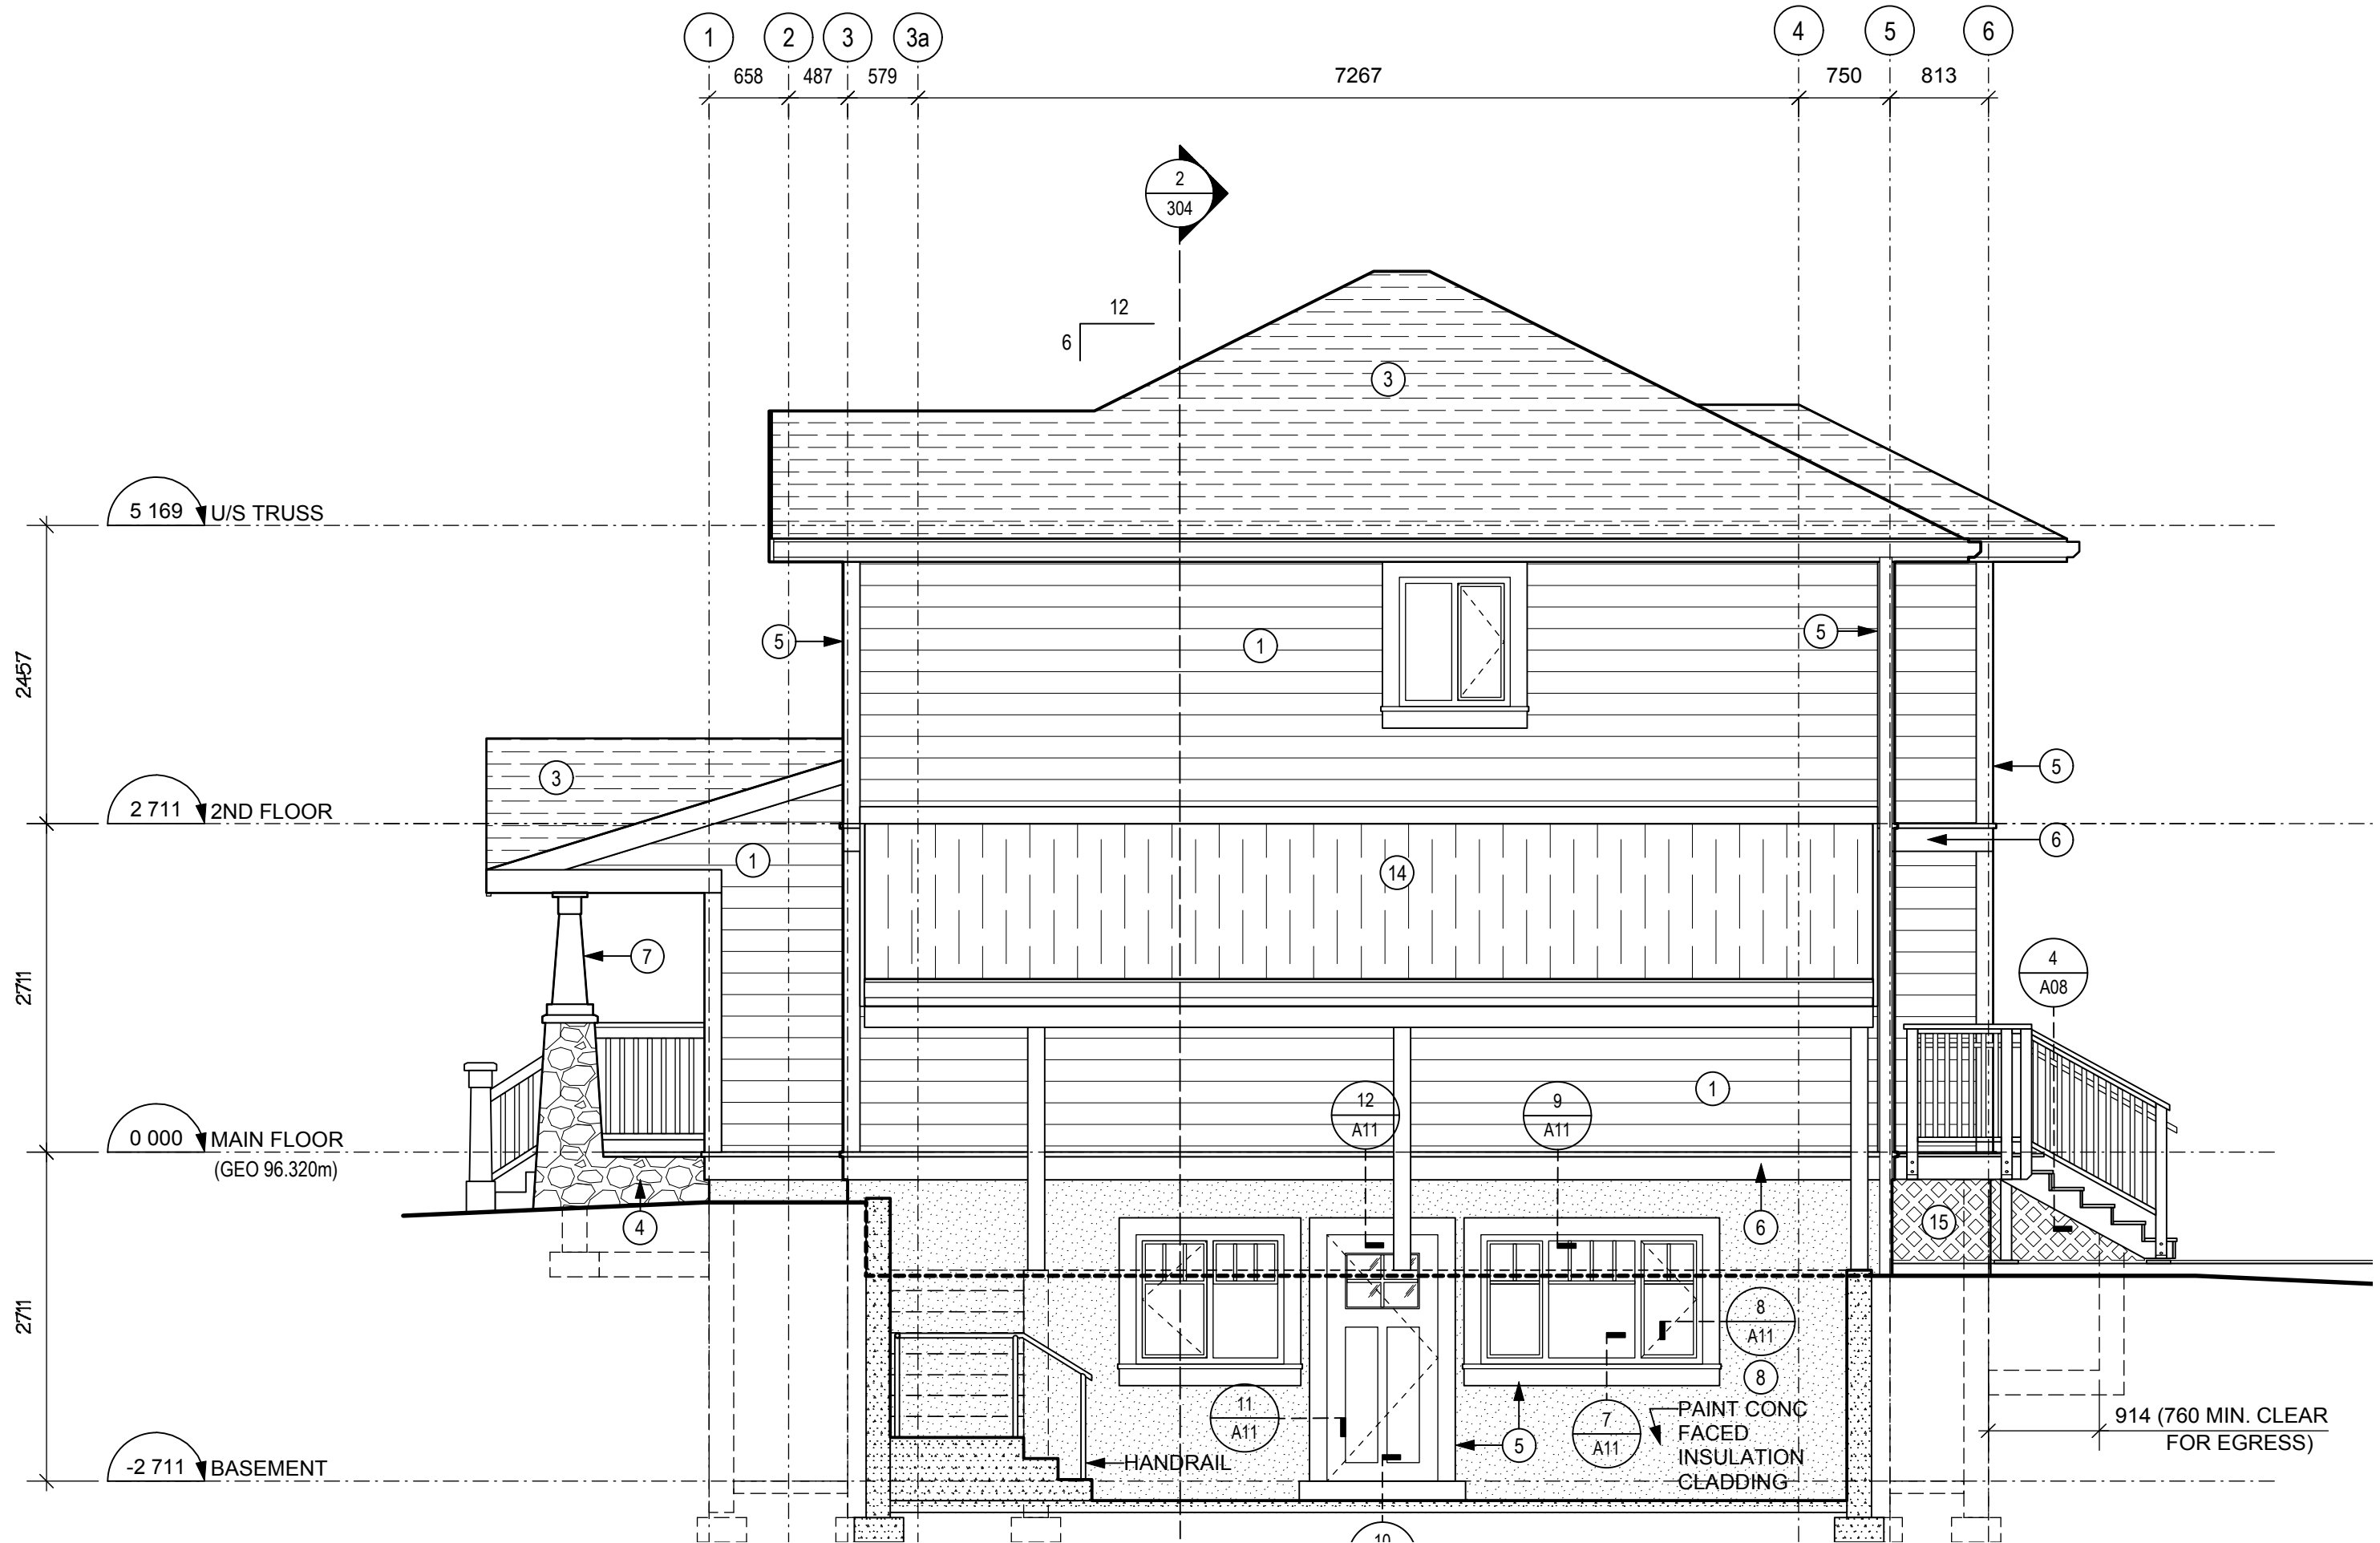 1 2 3 3a 4 5 6
658 487 579 7267 750 813
2
304
12
6
3
5 169 U/S TRUSS
5 1 5
2457
3
5
2 711 2ND FLOOR
6
1
14
7
4
A08
2711
1
12
A11
9
A11
0 000 MAIN FLOOR
(GEO 96.320m)
4
6
15
8
A11
2711
8
11
A11
5
7
A11
PAINT CONC
FACED
INSULATION
CLADDING
914 (760 MIN. CLEAR
FOR EGRESS)
-2 711 BASEMENT
HANDRAIL
10